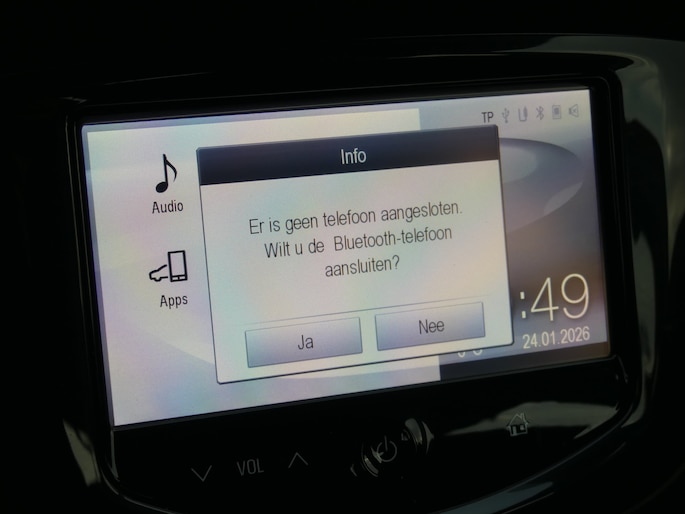 TP
Info
Audio
Er is geen telefoon aangesloten.
Wilt u de Bluetooth-telefoon
aansluiten?
Apps
:49
Ja
Nee
24.01.2026
VOL